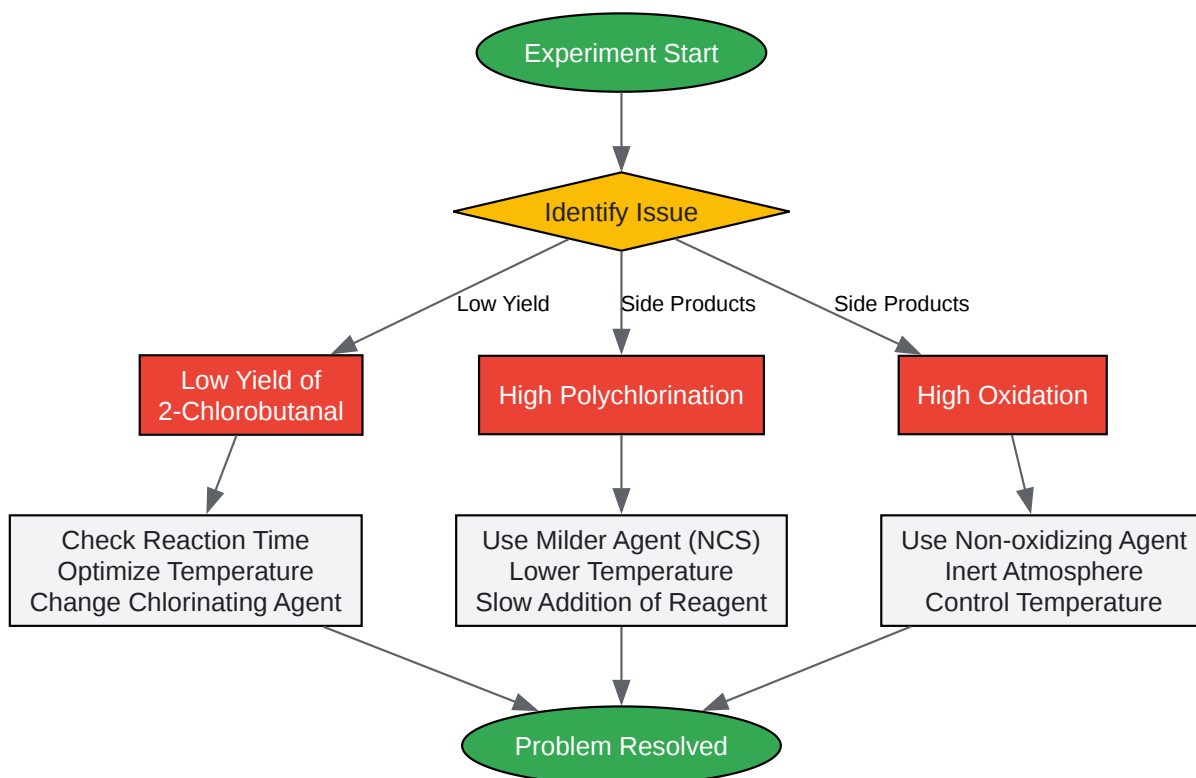 Experiment Start
Identify Issue
Low Yield
Side Products
Side Products
Low Yield of
2-Chlorobutanal
High Polychlorination
High Oxidation
Check Reaction Time
Optimize Temperature
Change Chlorinating Agent
Use Milder Agent (NCS)
Lower Temperature
Slow Addition of Reagent
Use Non-oxidizing Agent
Inert Atmosphere
Control Temperature
Problem Resolved